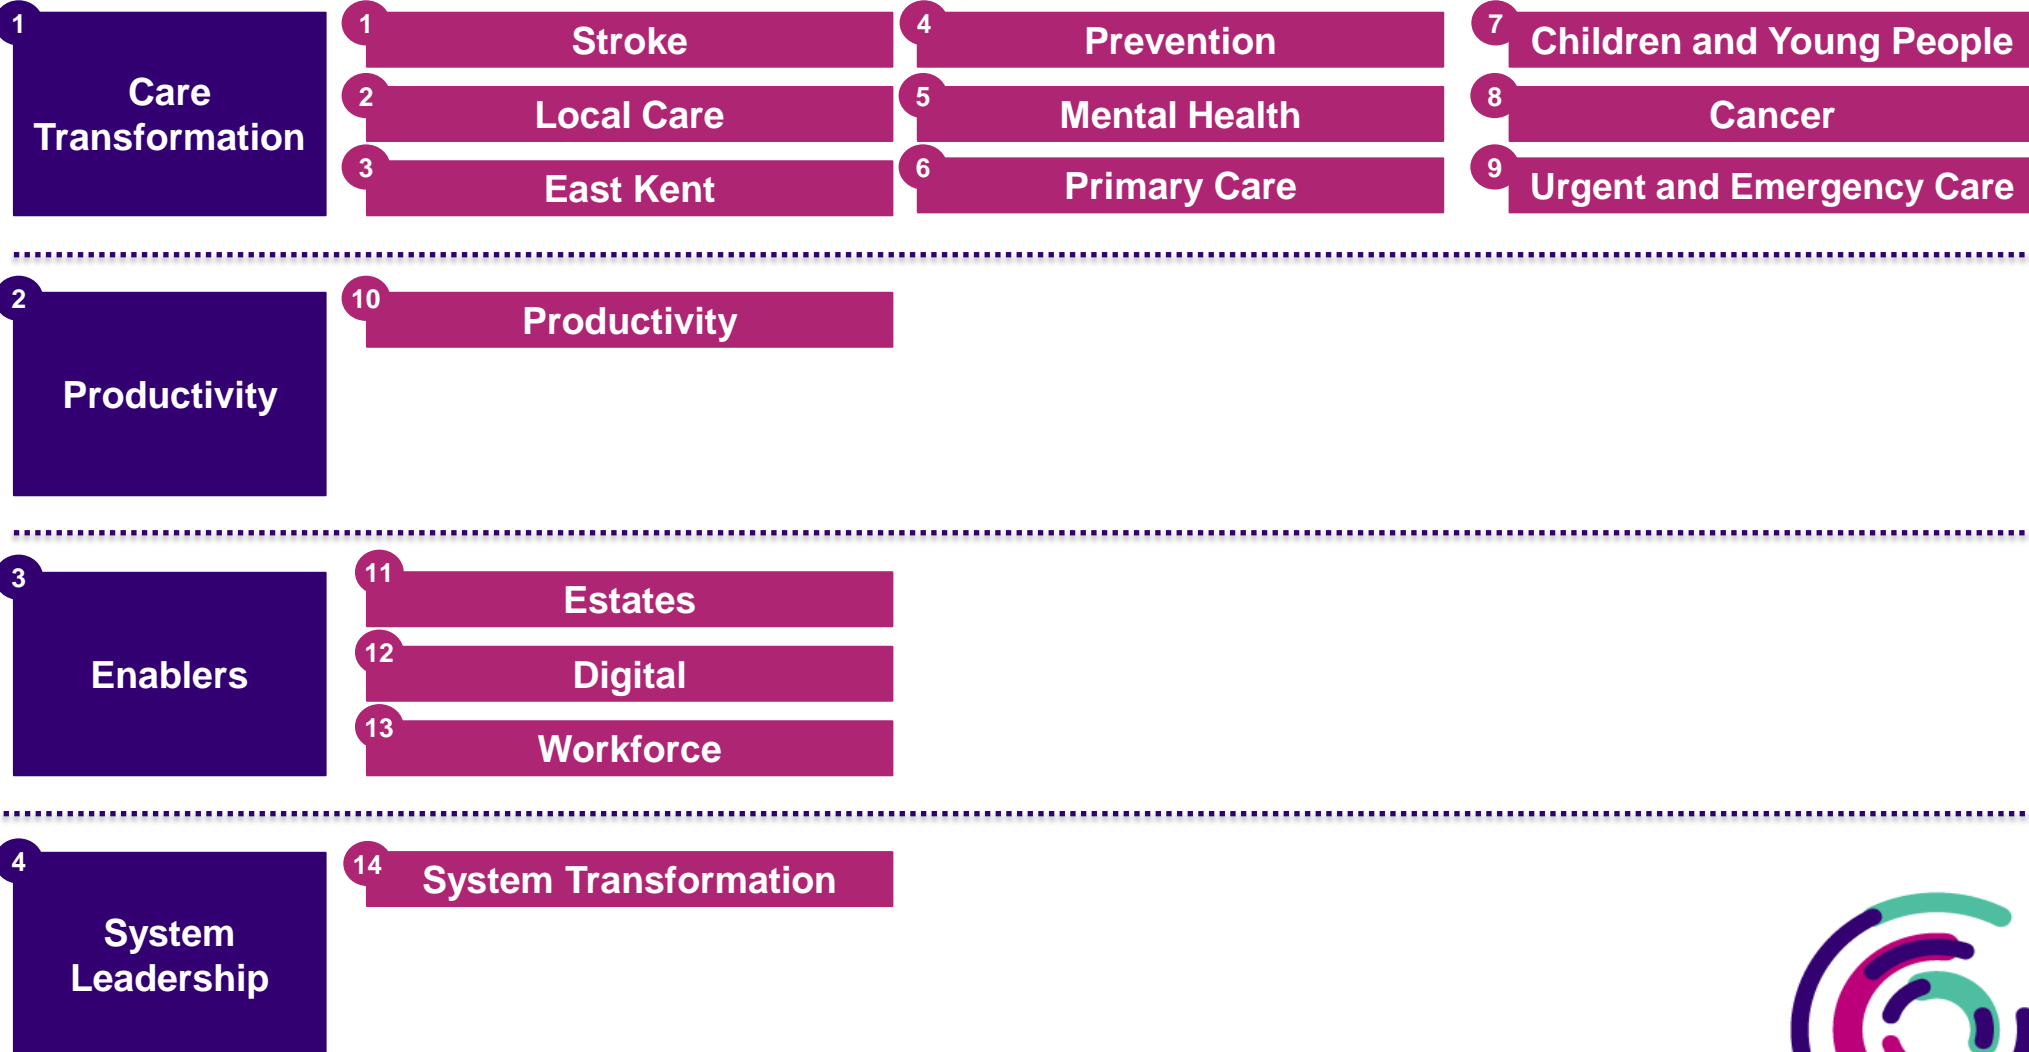 1
Care
Transformation
1
Stroke
2
Local Care
3
East Kent
4
Prevention
5
Mental Health
6
Primary Care
7
Children and Young People
8
Cancer
9
Urgent and Emergency Care
2
Productivity
10
Productivity
3
Enablers
11
Estates
12
Digital
13
Workforce
4
System
Leadership
14
System Transformation